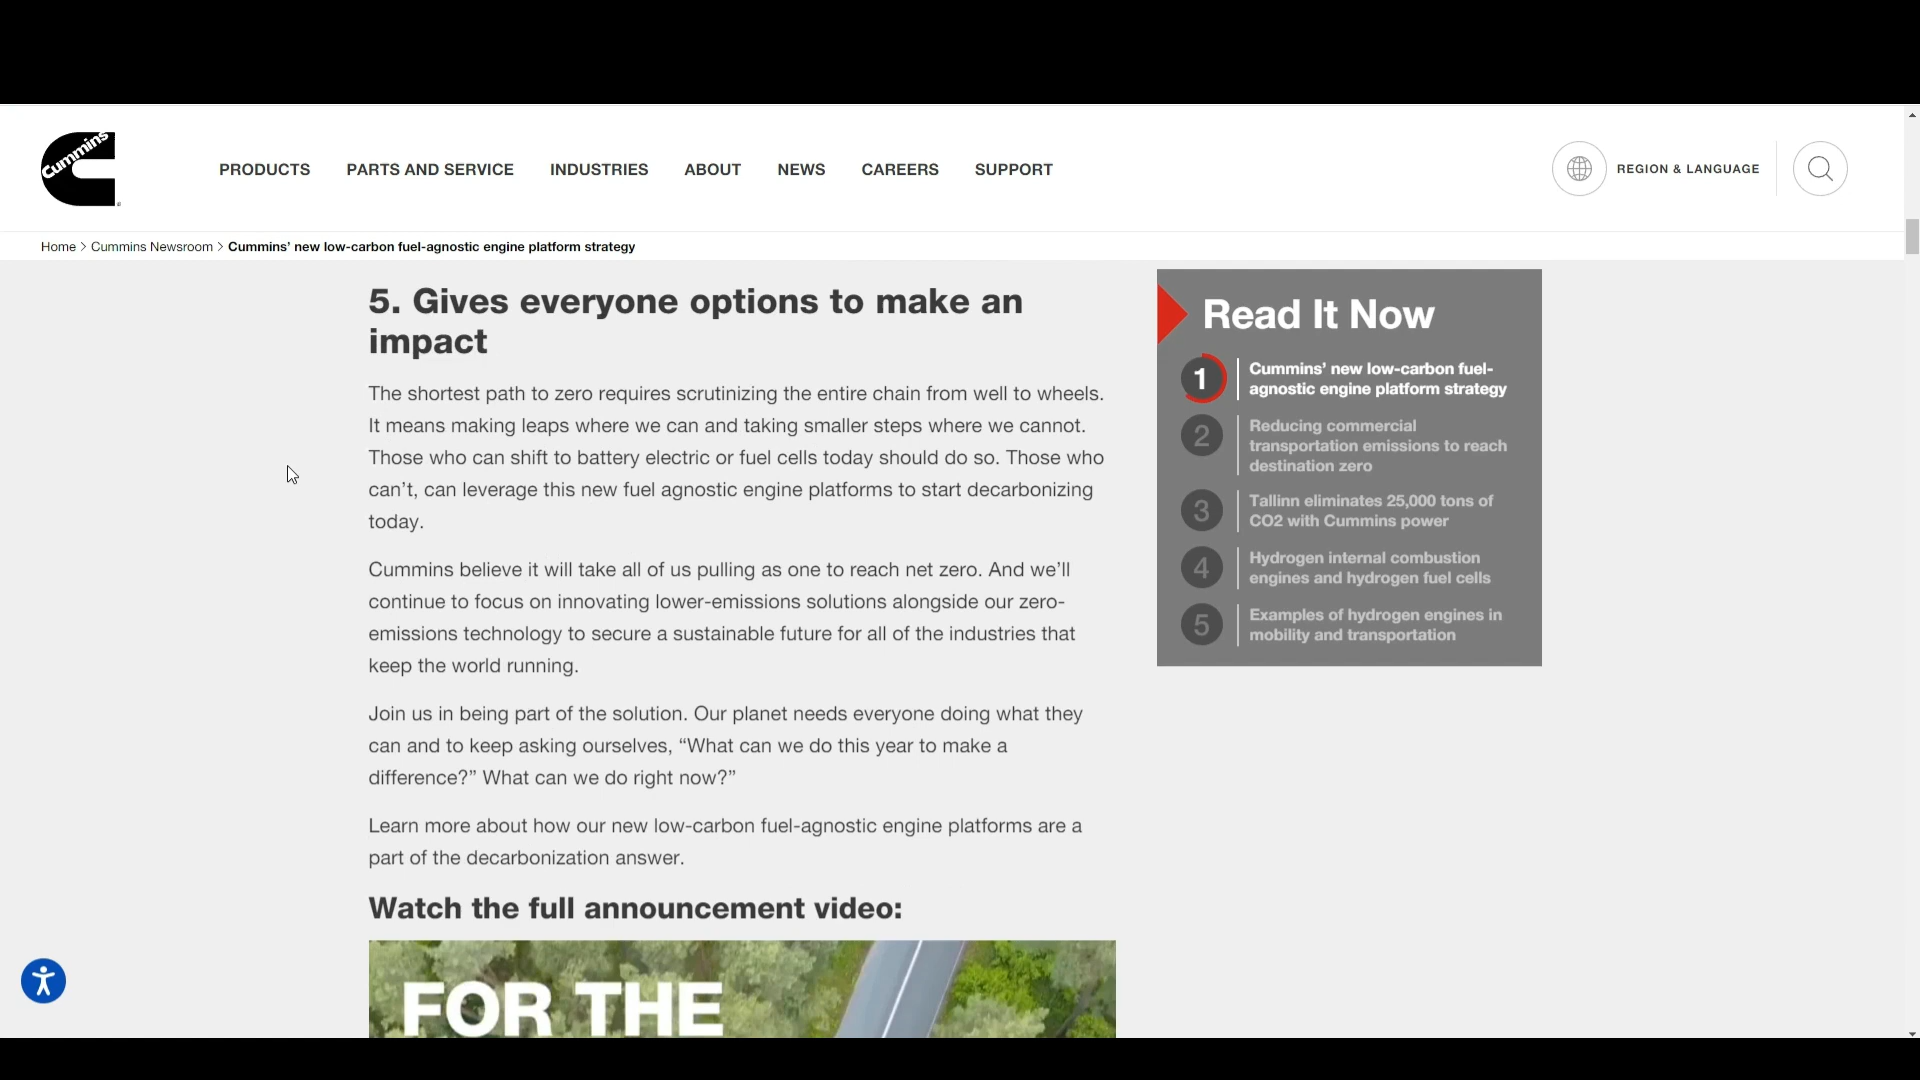 Cummins
PRODUCTS PARTS AND SERVICE INDUSTRIES ABOUT NEWS CAREERS SUPPORT
REGION & LANGUAGE
Home > Cummins Newsroom > Cummins’ new low-carbon fuel-agnostic engine platform strategy
5. Gives everyone options to make an
impact
The shortest path to zero requires scrutinizing the entire chain from well to wheels.
It means making leaps where we can and taking smaller steps where we cannot.
Those who can shift to battery electric or fuel cells today should do so. Those who
can’t, can leverage this new fuel agnostic engine platforms to start decarbonizing
today.
Cummins believe it will take all of us pulling as one to reach net zero. And we’ll
continue to focus on innovating lower-emissions solutions alongside our zero-
emissions technology to secure a sustainable future for all of the industries that
keep the world running.
Join us in being part of the solution. Our planet needs everyone doing what they
can and to keep asking ourselves, “What can we do this year to make a
difference?” What can we do right now?”
Learn more about how our new low-carbon fuel-agnostic engine platforms are a
part of the decarbonization answer.
Watch the full announcement video:
FOR THE
Read It Now
1 Cummins’ new low-carbon fuel-
agnostic engine platform strategy
2 Reducing commercial
transportation emissions to reach
destination zero
3 Tallinn eliminates 25,000 tons of
CO2 with Cummins power
4 Hydrogen internal combustion
engines and hydrogen fuel cells
5 Examples of hydrogen engines in
mobility and transportation